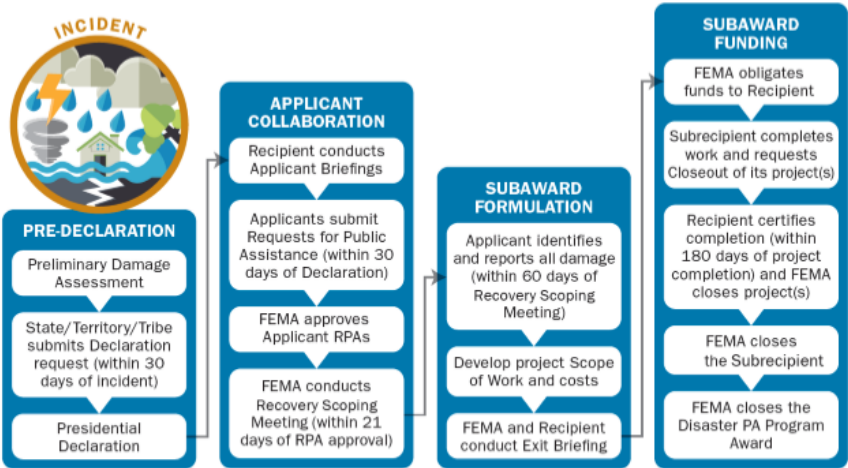 INCIDENT
PRE-DECLARATION
Preliminary Damage
Assessment
State/Territory/Tribe
submits Declaration
request (within 30
days of incident)
Presidential
Declaration
APPLICANT
COLLABORATION
Recipient conducts
Applicant Briefings
Applicants submit
Requests for Public
Assistance (within 30
days of Declaration)
FEMA approves
Applicant RPAs
FEMA conducts
Recovery Scoping
Meeting (within 21
days of RPA approval)
SUBAWARD
FORMULATION
Applicant identifies
and reports all damage
(within 60 days of
Recovery Scoping
Meeting)
Develop project Scope
of Work and costs
FEMA and Recipient
conduct Exit Briefing
SUBAWARD
FUNDING
FEMA obligates
funds to Recipient
Subrecipient completes
work and requests
Closeout of its project(s)
Recipient certifies
completion (within
180 days of project
completion) and FEMA
closes project(s)
FEMA closes
the Subrecipient
FEMA closes the
Disaster PA Program
Award